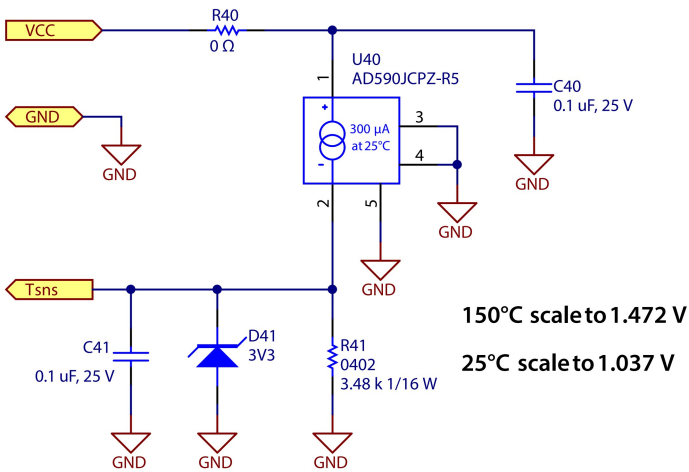 VCC
R40
0 Ω
U40
AD590JCPZ-R5
1
+
300 µA
at 25°C
-
3
4
2
5
C40
0.1 uF, 25 V
GND
GND
GND
GND
GND
Tsns
C41
0.1 uF, 25 V
D41
3V3
R41
0402
3.48 k 1/16 W
150°C scale to 1.472 V
25°C scale to 1.037 V
GND
GND
GND